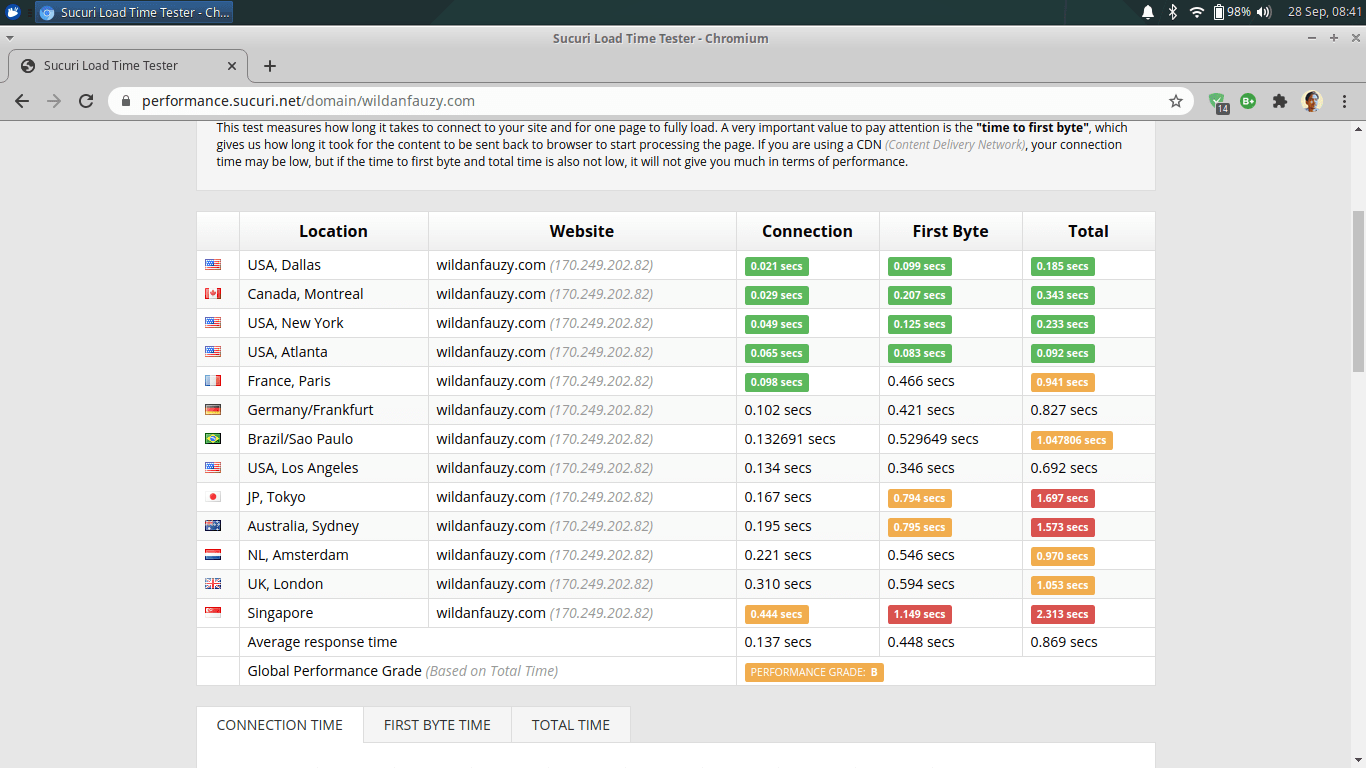 Sucuri Load Time Tester - Ch...
98%
28 Sep, 08:41
Sucuri Load Time Tester - Chromium
Sucuri Load Time Tester
performance.sucuri.net/domain/wildanfauzy.com
14
B+
This test measures how long it takes to connect to your site and for one page to fully load. A very important value to pay attention is the "time to first byte", which
gives us how long it took for the content to be sent back to browser to start processing the page. If you are using a CDN (Content Delivery Network), your connection
time may be low, but if the time to first byte and total time is also not low, it will not give you much in terms of performance.
Location Website Connection First Byte Total
USA, Dallas wildanfauzy.com (170.249.202.82) 0.021 secs 0.099 secs 0.185 secs
Canada, Montreal wildanfauzy.com (170.249.202.82) 0.029 secs 0.207 secs 0.343 secs
USA, New York wildanfauzy.com (170.249.202.82) 0.049 secs 0.125 secs 0.233 secs
USA, Atlanta wildanfauzy.com (170.249.202.82) 0.065 secs 0.083 secs 0.092 secs
France, Paris wildanfauzy.com (170.249.202.82) 0.098 secs 0.466 secs 0.941 secs
Germany/Frankfurt wildanfauzy.com (170.249.202.82) 0.102 secs 0.421 secs 0.827 secs
Brazil/Sao Paulo wildanfauzy.com (170.249.202.82) 0.132691 secs 0.529649 secs 1.047806 secs
USA, Los Angeles wildanfauzy.com (170.249.202.82) 0.134 secs 0.346 secs 0.692 secs
JP, Tokyo wildanfauzy.com (170.249.202.82) 0.167 secs 0.794 secs 1.697 secs
Australia, Sydney wildanfauzy.com (170.249.202.82) 0.195 secs 0.795 secs 1.573 secs
NL, Amsterdam wildanfauzy.com (170.249.202.82) 0.221 secs 0.546 secs 0.970 secs
UK, London wildanfauzy.com (170.249.202.82) 0.310 secs 0.594 secs 1.053 secs
Singapore wildanfauzy.com (170.249.202.82) 0.444 secs 1.149 secs 2.313 secs
Average response time 0.137 secs 0.448 secs 0.869 secs
Global Performance Grade (Based on Total Time) PERFORMANCE GRADE: B
CONNECTION TIME FIRST BYTE TIME TOTAL TIME